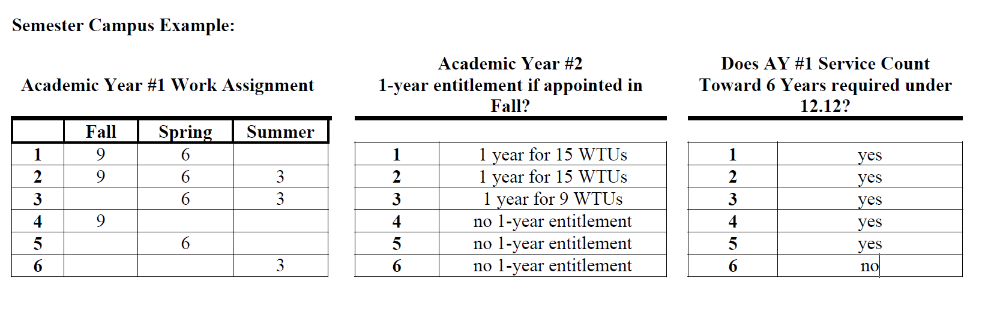 Semester Campus Example:
Academic Year #1 Work Assignment
Fall Spring Summer
1 9 6
2 9 6 3
3 6 3
4 9
5 6
6 3
Academic Year #2
1-year entitlement if appointed in
Fall?
1 1 year for 15 WTUs
2 1 year for 15 WTUs
3 1 year for 9 WTUs
4 no 1-year entitlement
5 no 1-year entitlement
6 no 1-year entitlement
Does AY #1 Service Count
Toward 6 Years required under
12.12?
1 yes
2 yes
3 yes
4 yes
5 yes
6 no